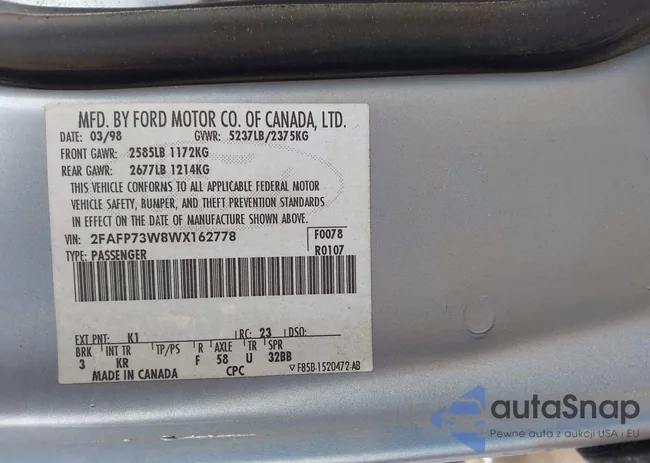 MFD. BY FORD MOTOR CO. OF CANADA, LTD.
DATE: 03/98 GVWR: 5237LB/2375KG
FRONT GAWR: 2585LB 1172KG
REAR GAWR: 2677LB 1214KG
THIS VEHICLE CONFORMS TO ALL APPLICABLE FEDERAL MOTOR
VEHICLE SAFETY, BUMPER, AND THEFT PREVENTION STANDARDS
IN EFFECT ON THE DATE OF MANUFACTURE SHOWN ABOVE.
VIN: 2FAFP73W8WX162778 F0078
TYPE: PASSENGER R0107
EXT PNT: K1 RC: 23 DSO:
BRK INT TR TP/PS R AXLE TR SPR
3 KR F 58 U 32BB
MADE IN CANADA CPC F85B-1520472-AB
autaSnap
Pewne auta z aukcji USA i EU